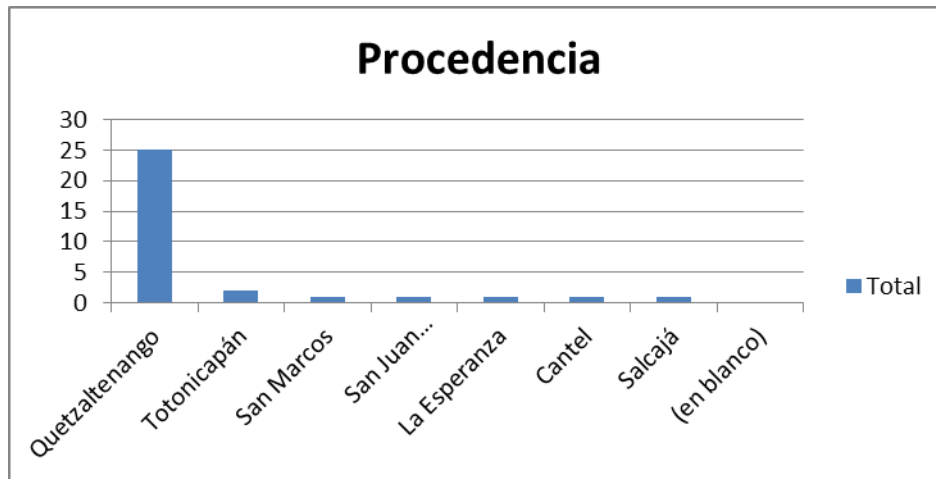 Procedencia
30
25
20
15
10
5
0
Quetzaltenango
Totonicapán
San Marcos
San Juan...
La Esperanza
Cantel
Salcajá
(en blanco)
Total